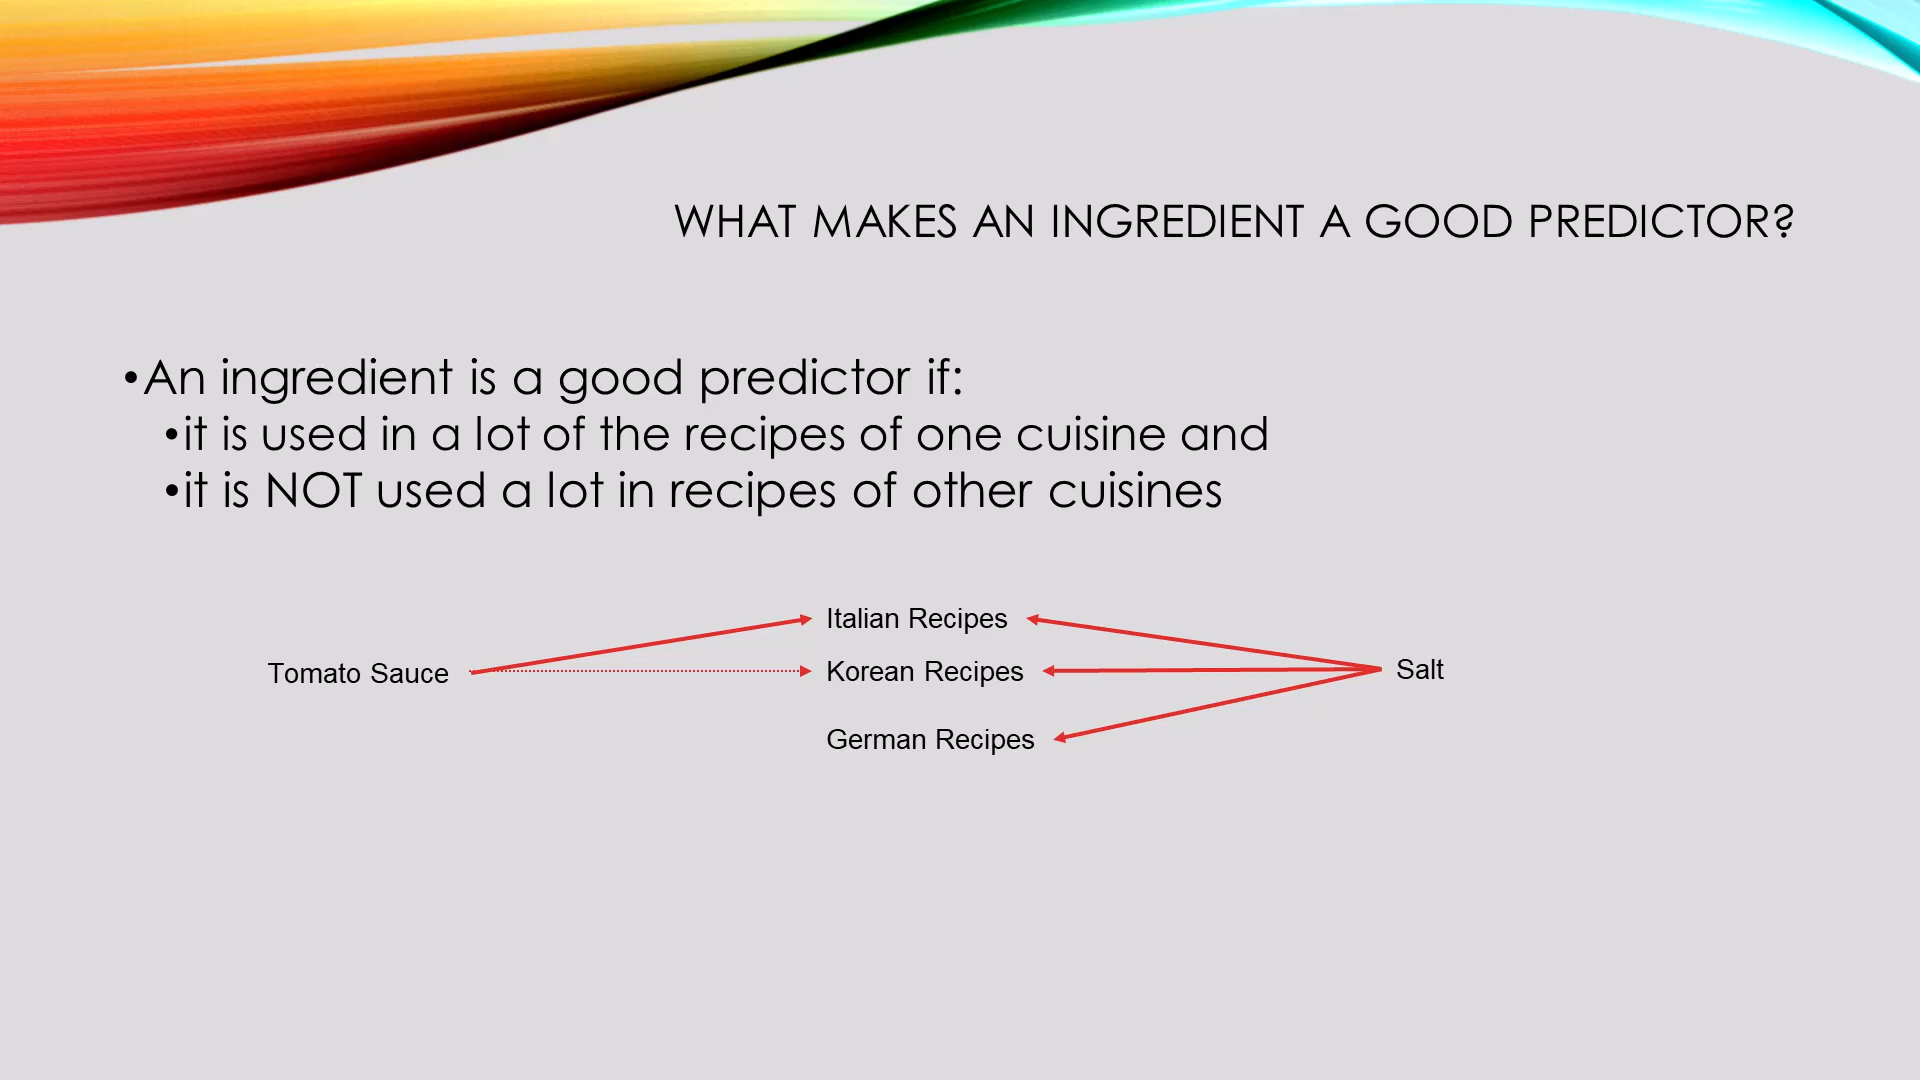 WHAT MAKES AN INGREDIENT A GOOD PREDICTOR?
•An ingredient is a good predictor if:
•it is used in a lot of the recipes of one cuisine and
•it is NOT used a lot in recipes of other cuisines
Italian Recipes
Tomato Sauce
Korean Recipes
Salt
German Recipes